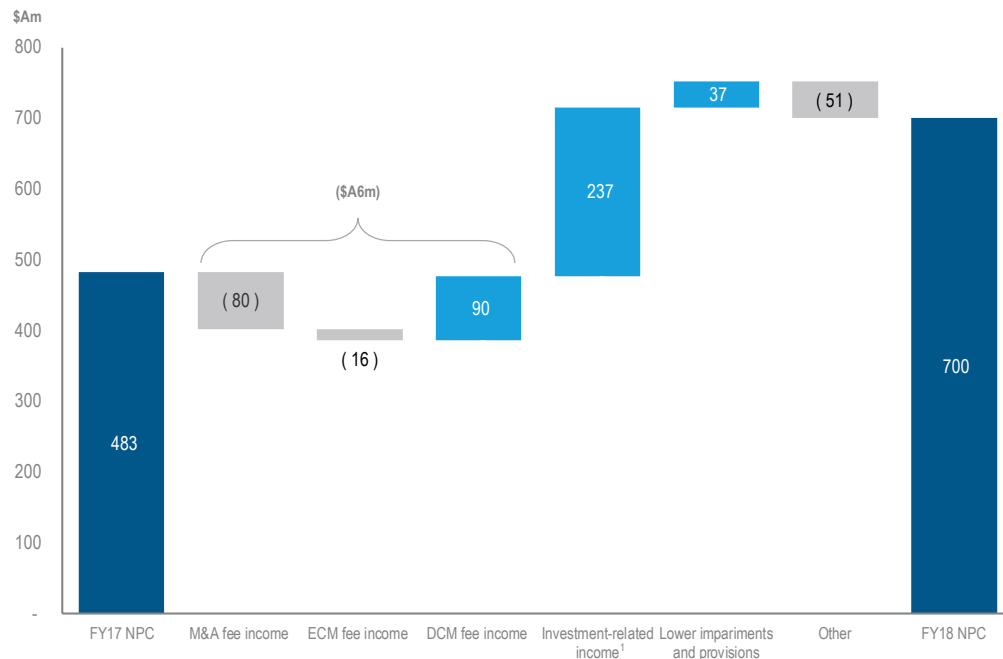 $Am
800
700
600
500
400
300
200
100
-
483
( 80 )
( 16 )
($A6m)
90
237
37
( 51 )
700
FY17 NPC
M&A fee income
ECM fee income
DCM fee income
Investment-related
income¹
Lower impariments
and provisions
Other
FY18 NPC